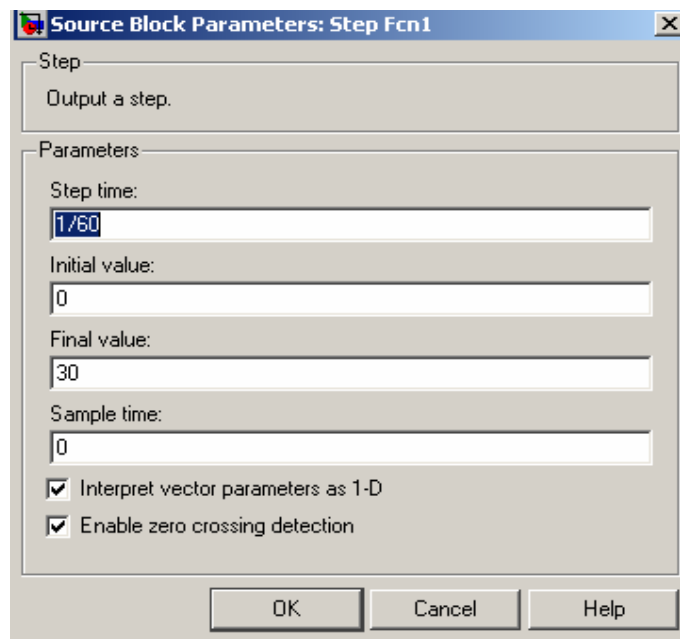 Source Block Parameters: Step Fcn1
Step
Output a step.
Parameters
Step time:
1/60
Initial value:
0
Final value:
30
Sample time:
0
Interpret vector parameters as 1-D
Enable zero crossing detection
OK
Cancel
Help